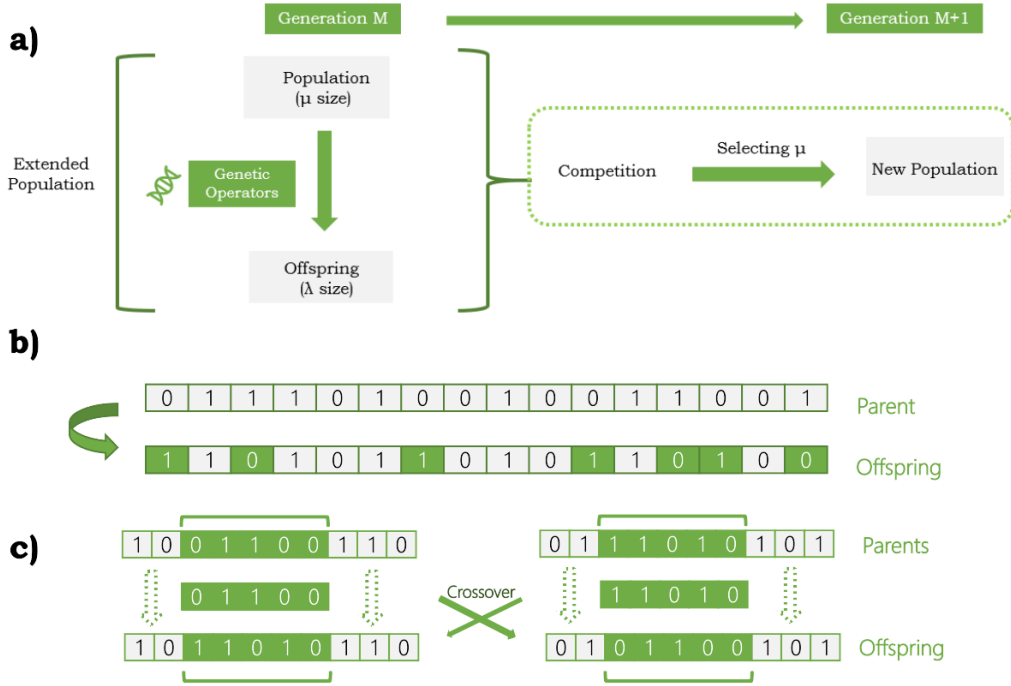 Generation M
Generation M+1
a)
Population
(μ size)
Extended
Population
Genetic
Operators
Offspring
(λ size)
Competition
Selecting μ
New Population
b)
0 1 1 1 0 1 0 0 1 0 0 1 1 0 0 1
Parent
1 1 0 1 0 1 1 0 1 0 1 1 0 1 0 0
Offspring
c)
1 0 0 1 1 0 0 1 1 0
0 1 1 1 0 1 0 1 0 1
Parents
0 1 1 0 0
Crossover
1 1 0 1 0
1 0 1 1 0 1 0 1 1 0
0 1 0 1 1 0 0 1 0 1
Offspring